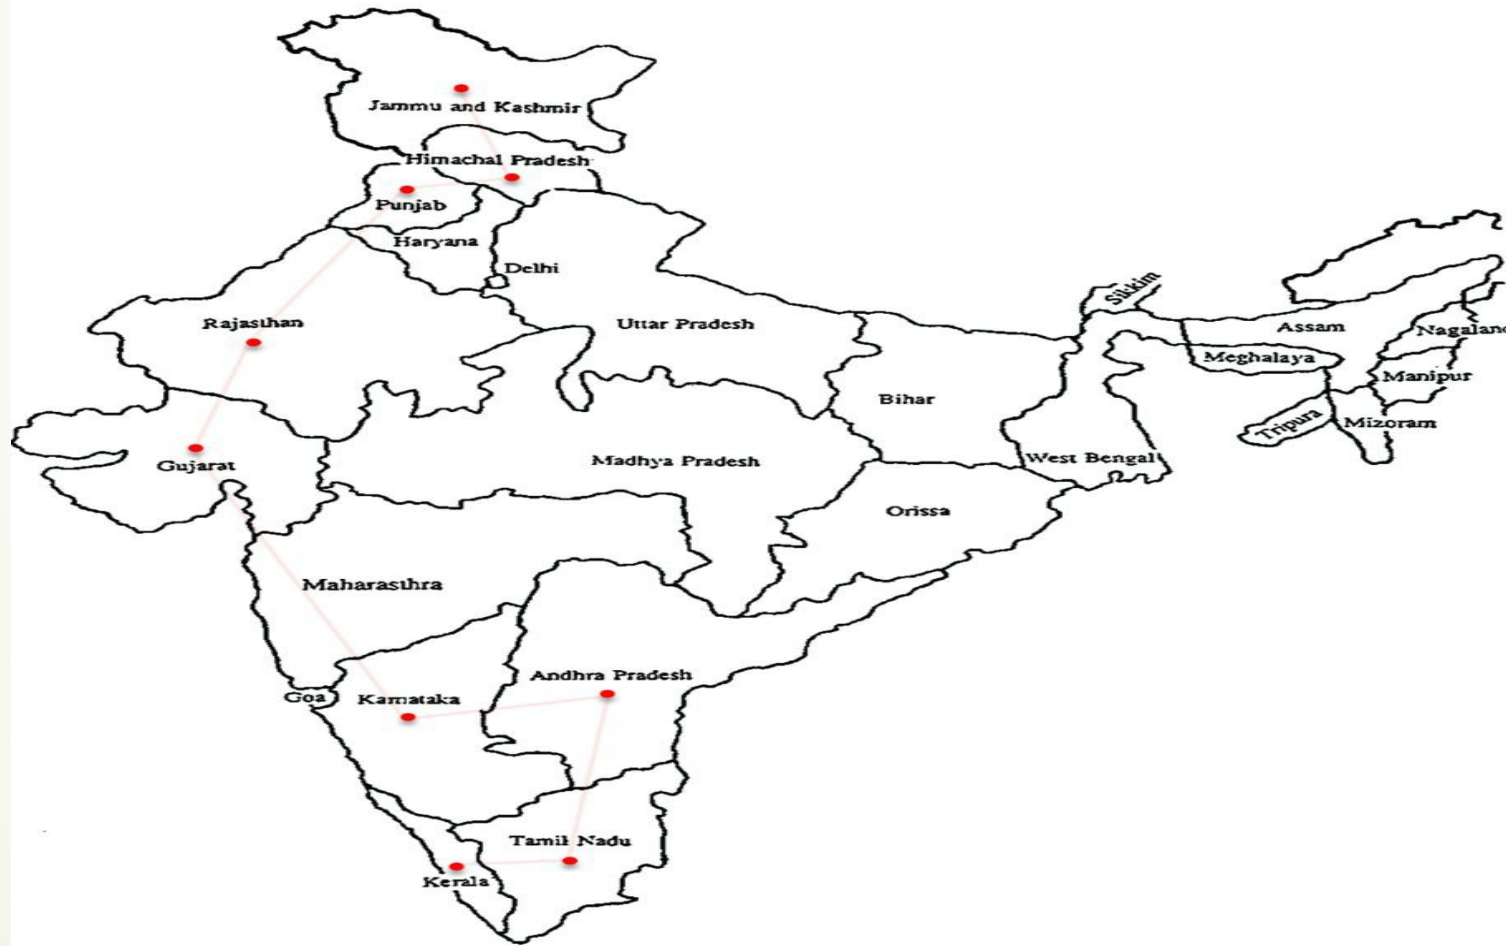 Jammu and Kashmir
Himachal Pradesh
Punjab
Haryana
Delhi
Sikkim
Rajasthan
Uttar Pradesh
Assam
Nagaland
Meghalaya
Manipur
Bihar
Tripura
Mizoram
Gujarat
Madhya Pradesh
West Bengal
Orissa
Maharasthra
Andhra Pradesh
Goa
Karnataka
Tamil Nadu
Kerala